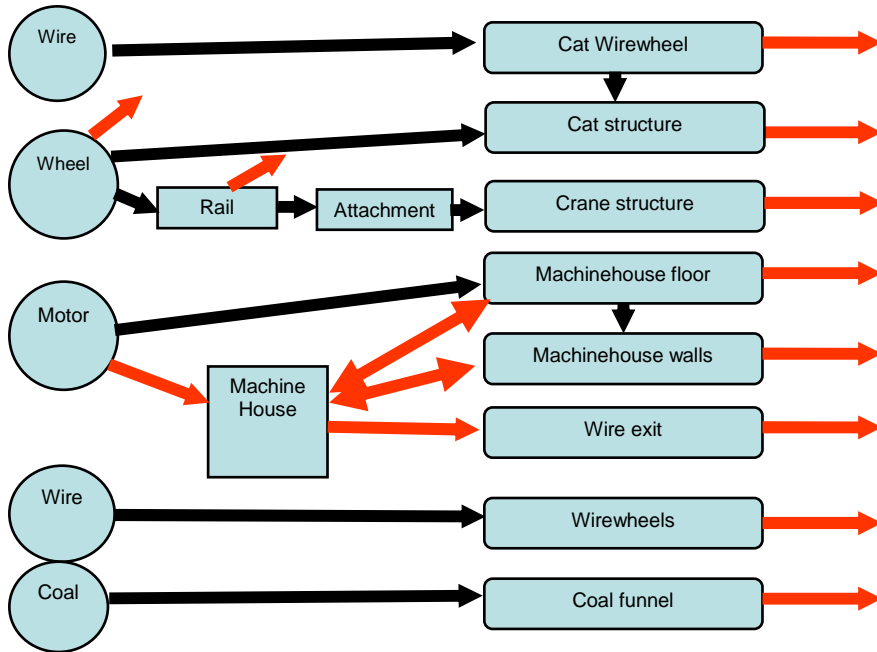 Wire
Cat Wirewheel
Cat structure
Wheel
Rail
Attachment
Crane structure
Machinehouse floor
Motor
Machinehouse walls
Machine
House
Wire exit
Wire
Wirewheels
Coal
Coal funnel